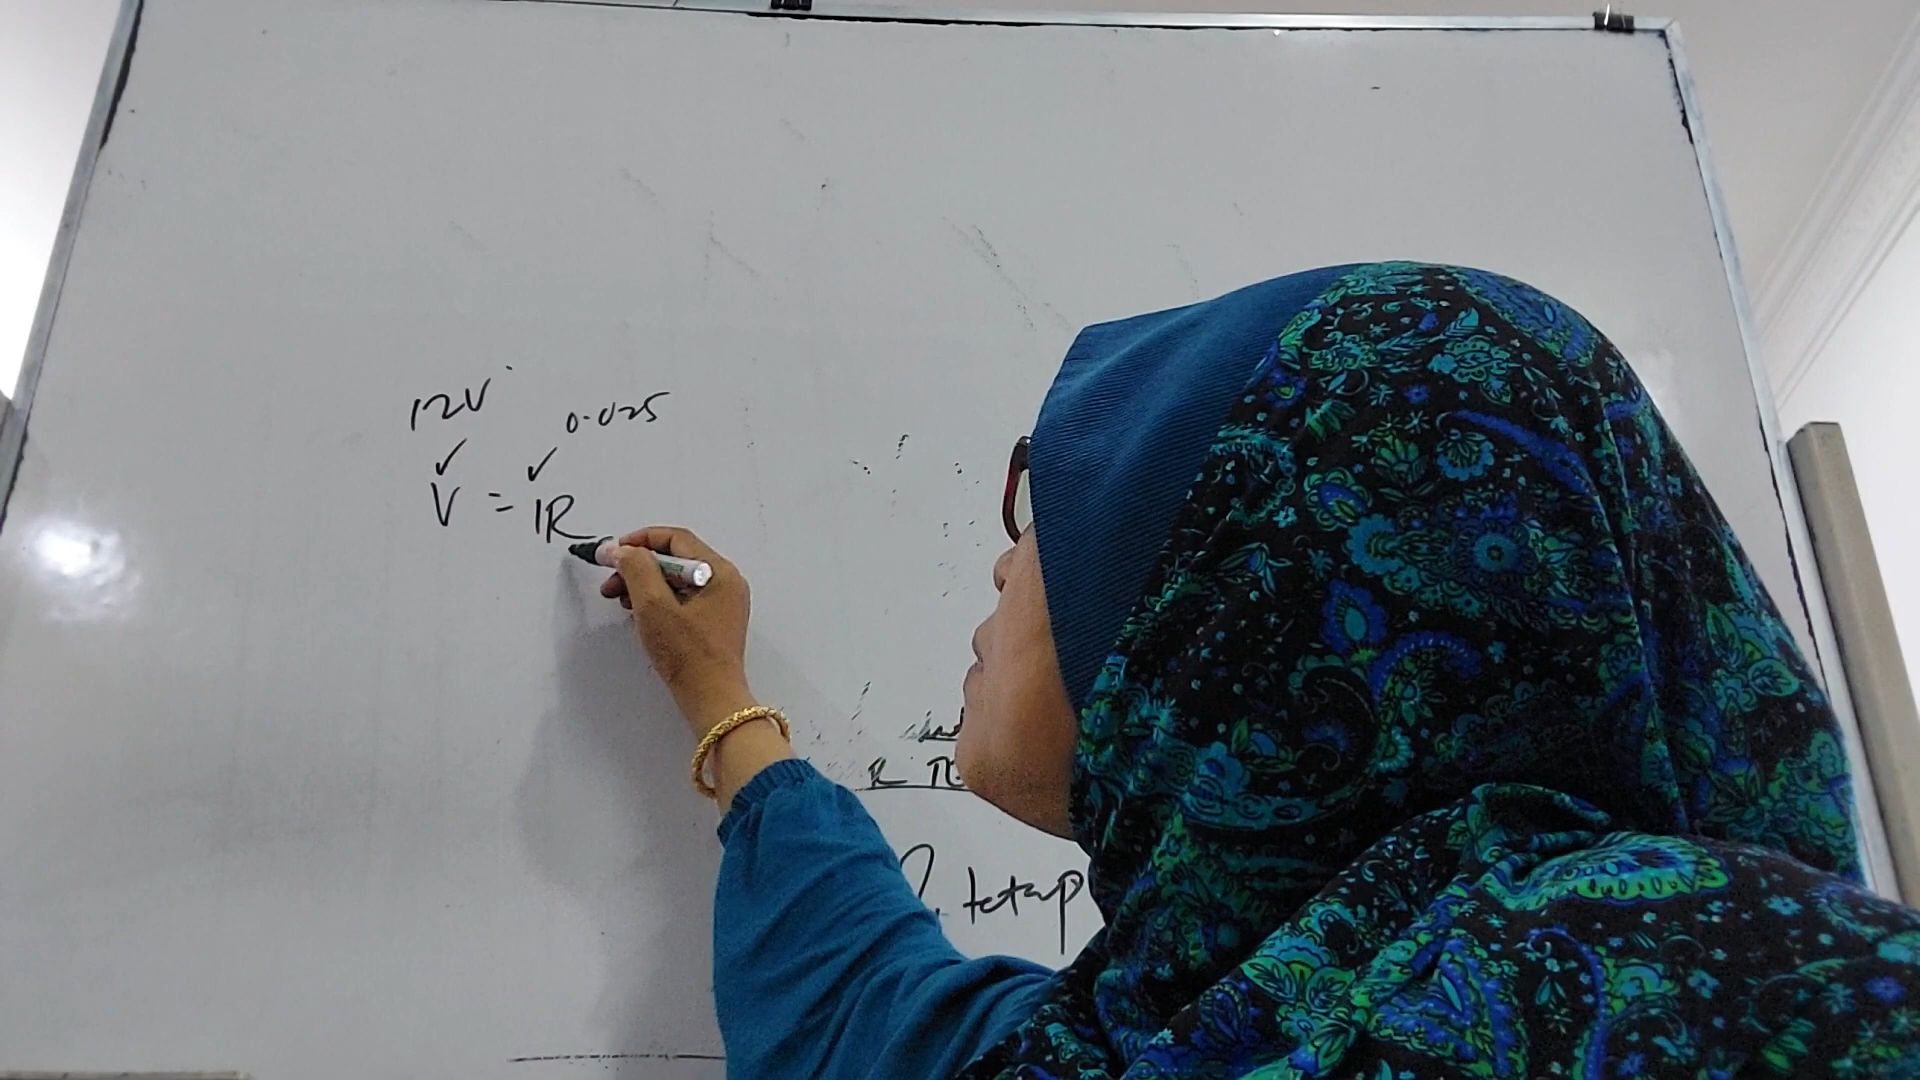 12V 0.025
✓ ✓
V = IR
R
tetap